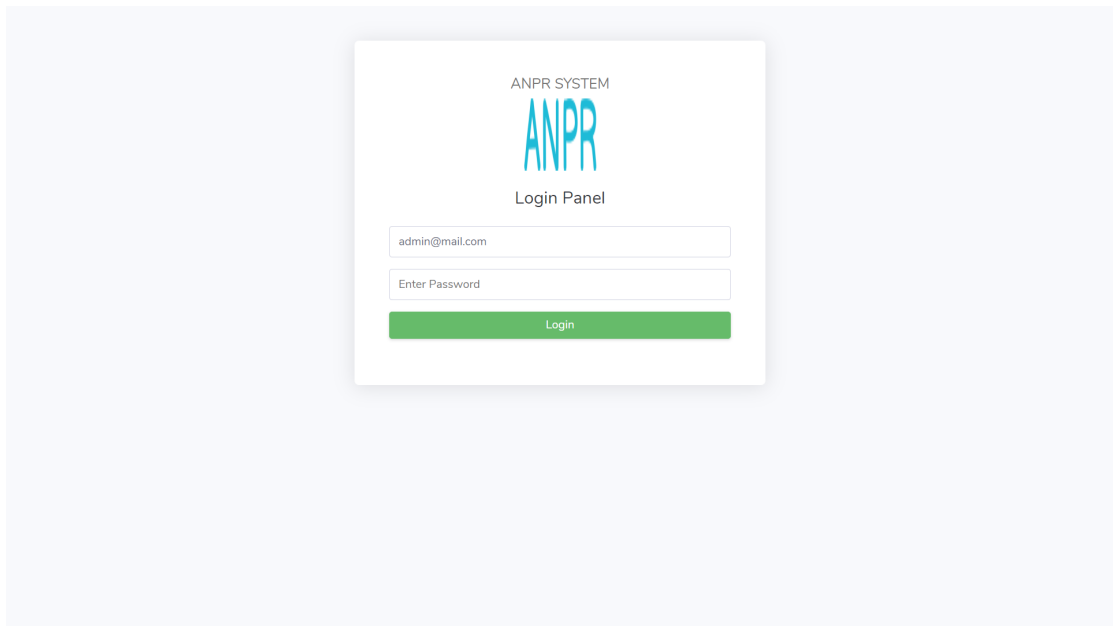 ANPR SYSTEM
ANPR
Login Panel
admin@mail.com
Enter Password
Login